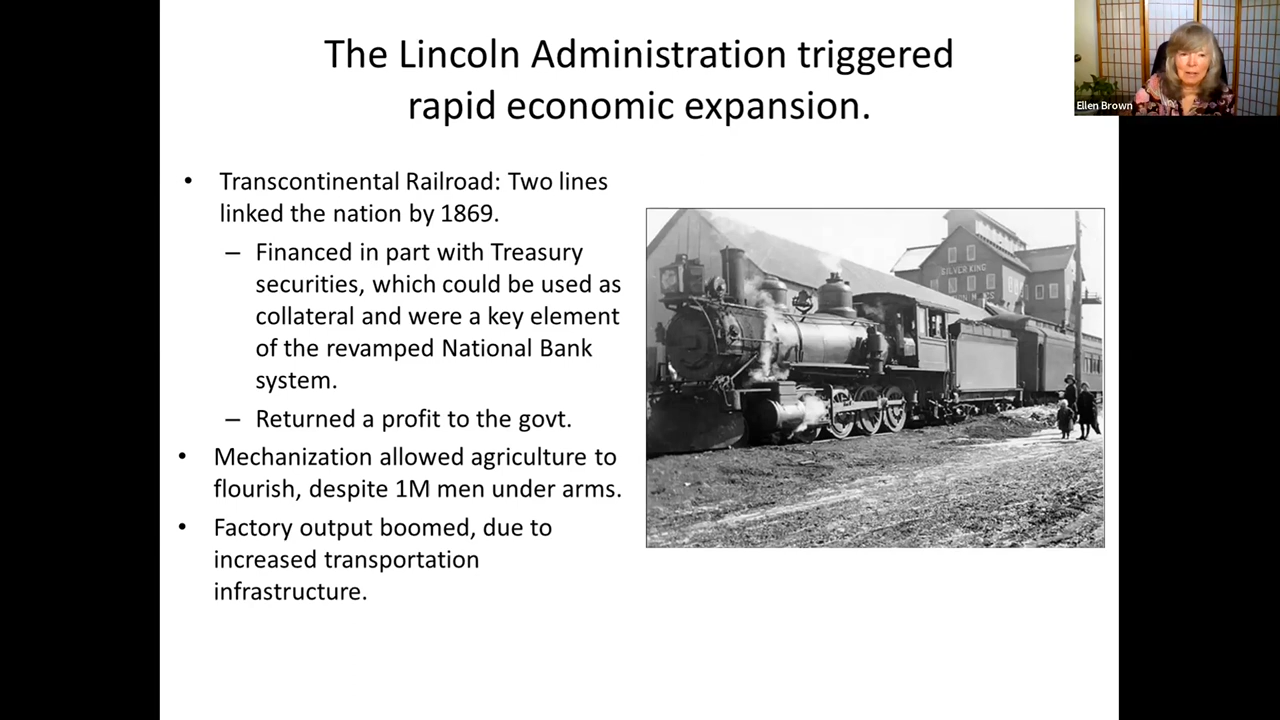 The Lincoln Administration triggered
rapid economic expansion.
Ellen Brown
• Transcontinental Railroad: Two lines
linked the nation by 1869.
– Financed in part with Treasury
securities, which could be used as
collateral and were a key element
of the revamped National Bank
system.
– Returned a profit to the govt.
• Mechanization allowed agriculture to
flourish, despite 1M men under arms.
• Factory output boomed, due to
increased transportation
infrastructure.
SILVER KING